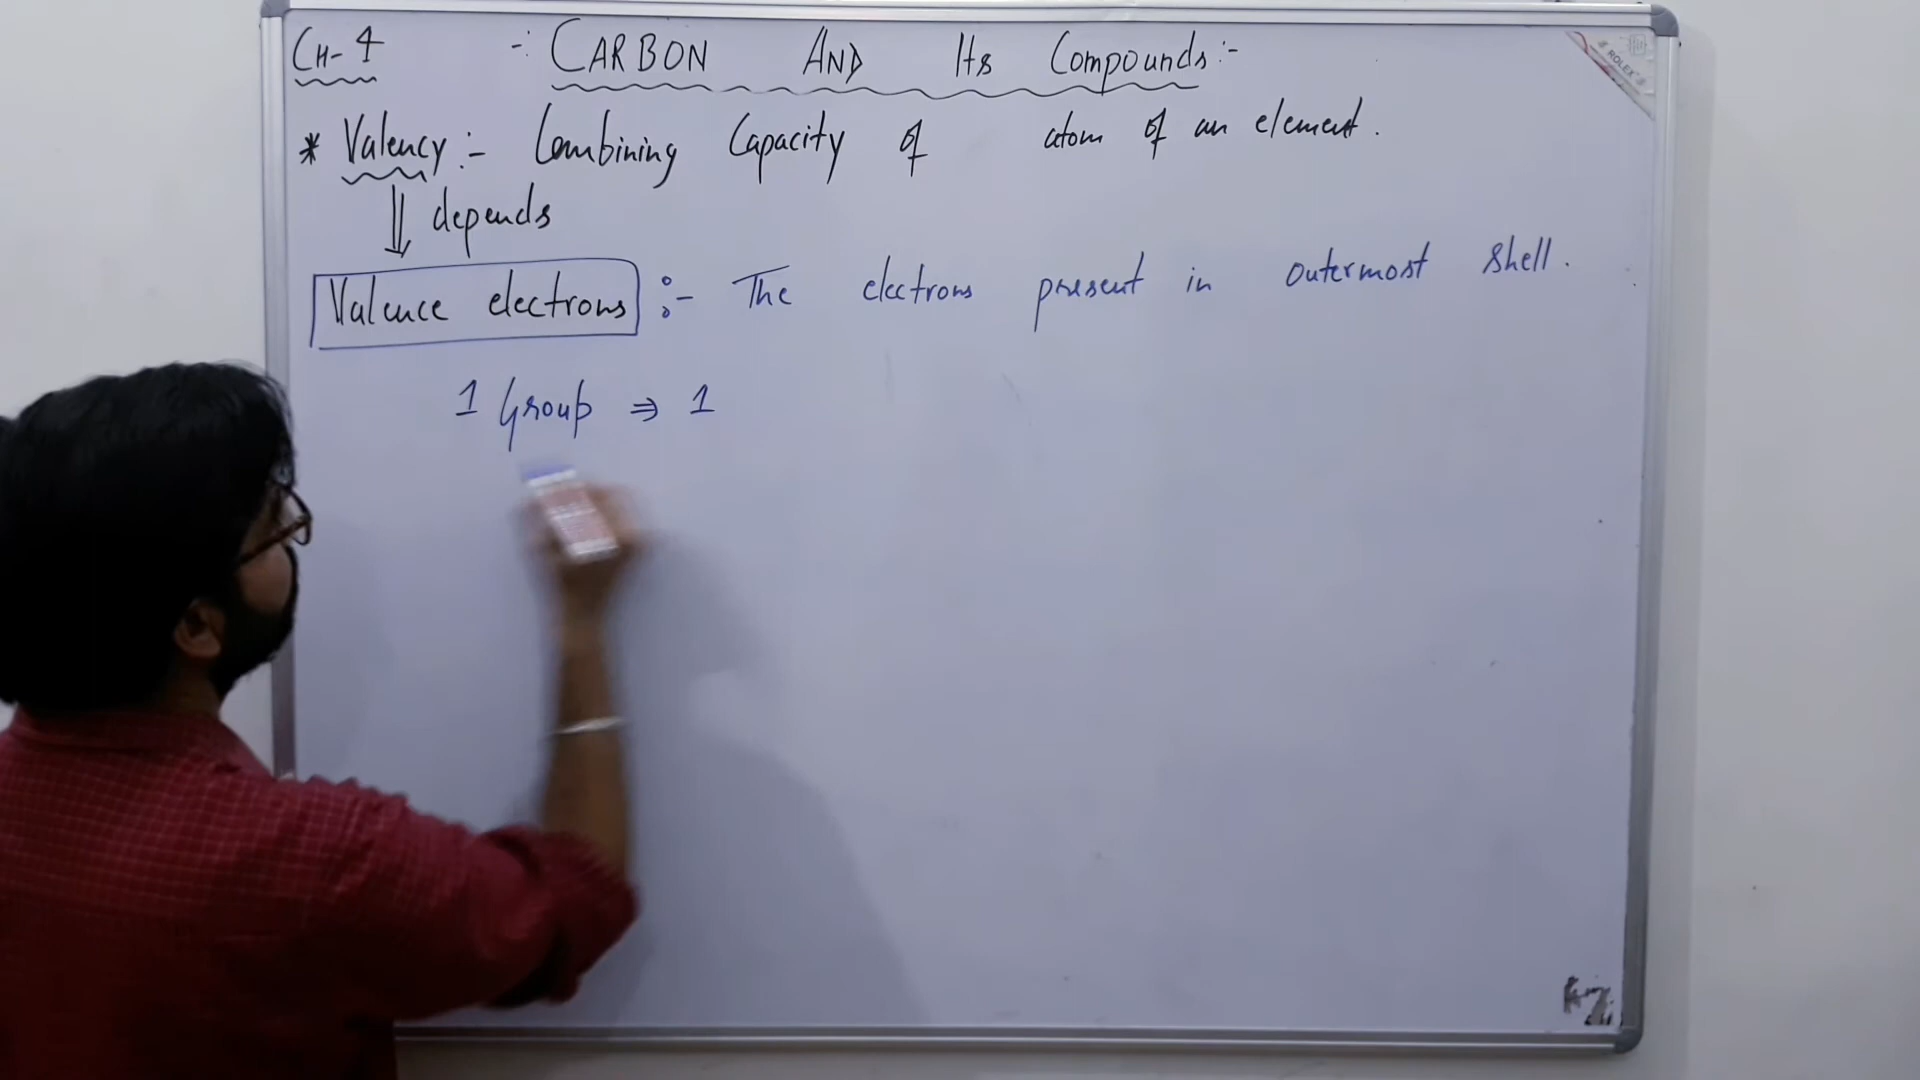 CH-4 -: CARBON AND Its Compounds:-
* Valency:- Combining Capacity of atom of an element.
depends
Valence electrons :- The electrons present in outermost shell.
1 Group ⇒ 1
ROLEX